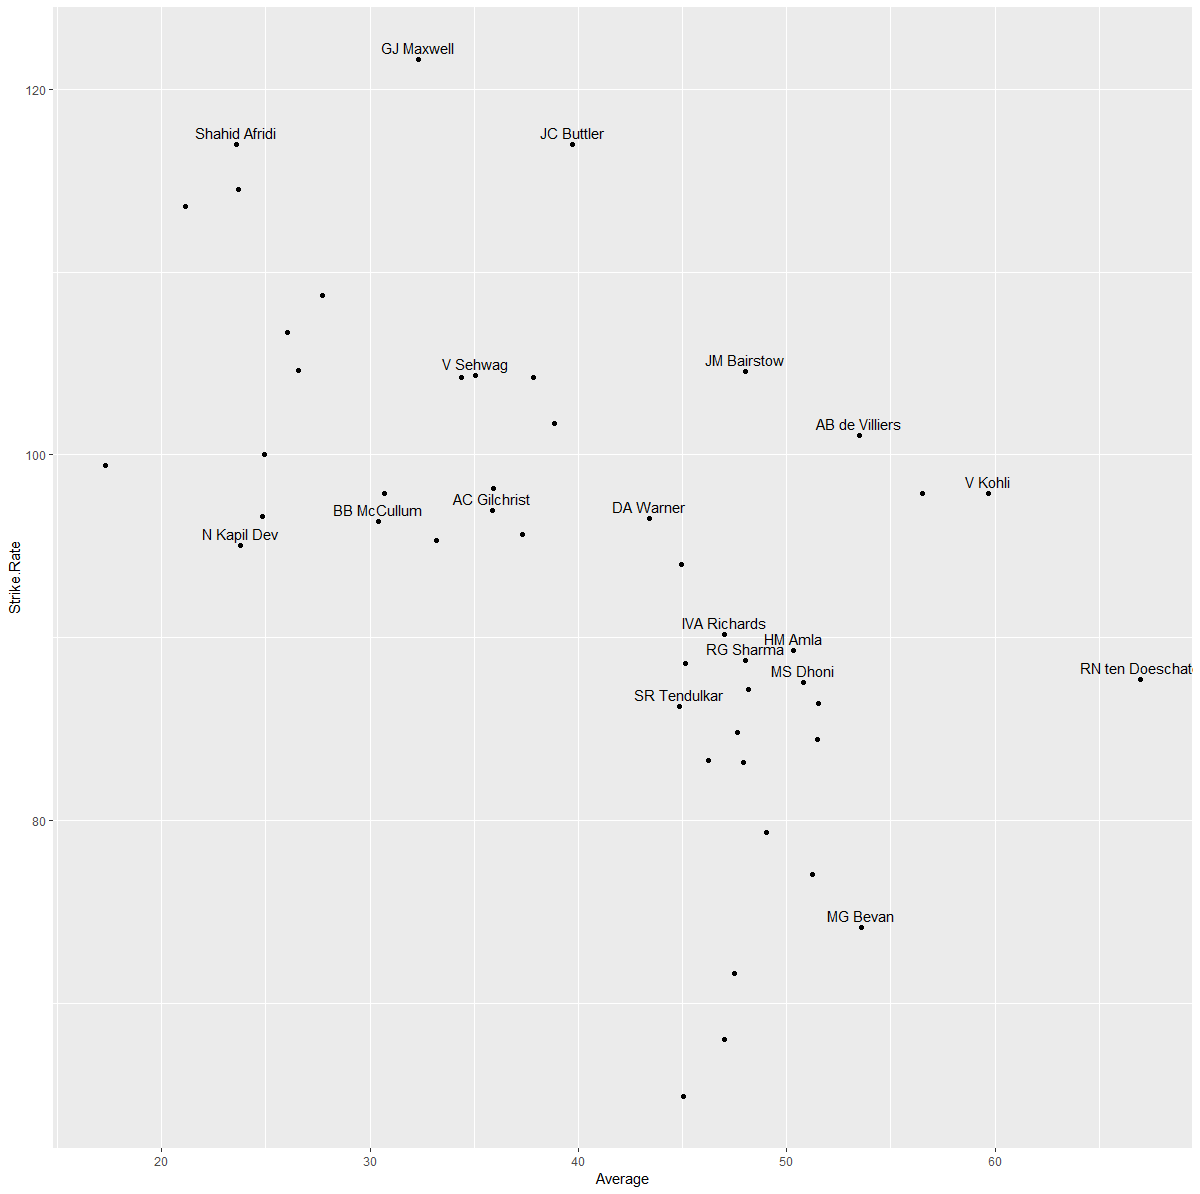 GJ Maxwell
120
Shahid Afridi
JC Buttler
V Sehwag
JM Bairstow
AB de Villiers
100
V Kohli
AC Gilchrist
DA Warner
BB McCullum
N Kapil Dev
Strike.Rate
IVA Richards
HM Amla
RG Sharma
MS Dhoni
RN ten Doeschat
SR Tendulkar
80
MG Bevan
20
30
40
50
60
Average